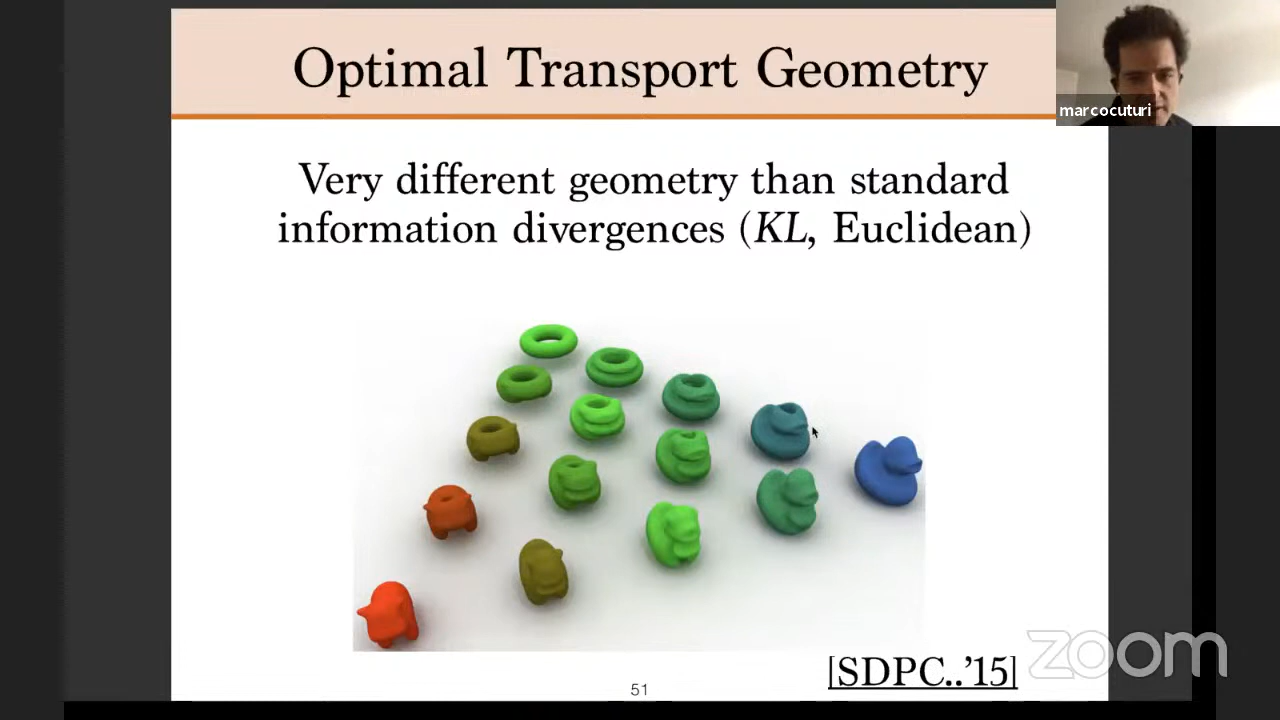 Optimal Transport Geometry
marcocuturi
Very different geometry than standard
information divergences (KL, Euclidean)
[SDPC..'15]
51
zoom